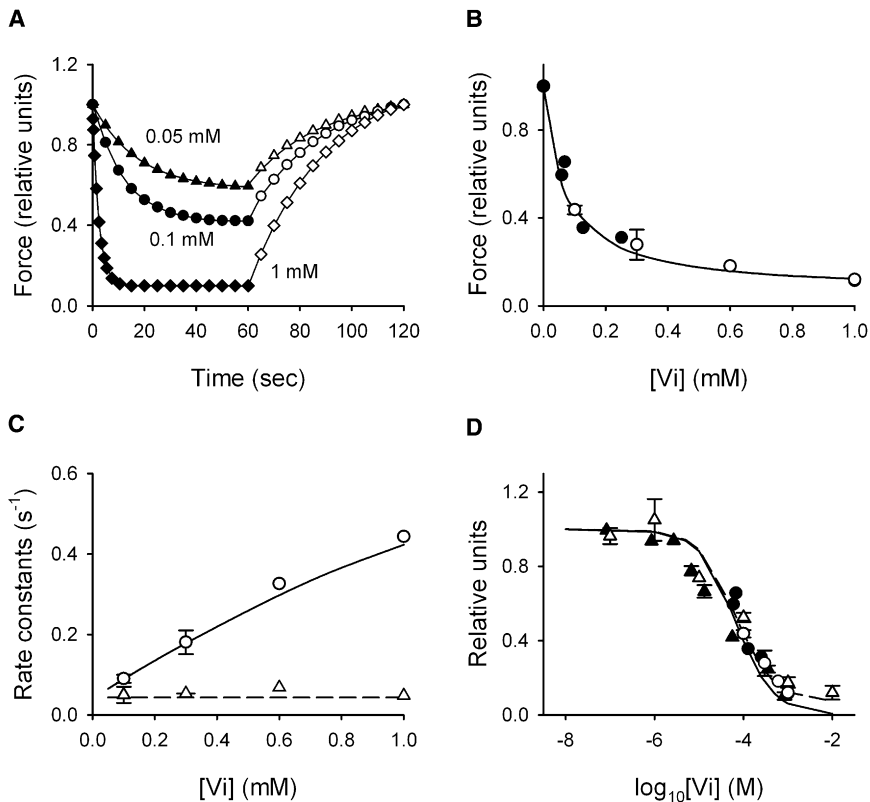 A
Force (relative units)
1.2
0.8
0.4
0.0
0.05 mM
0.1 mM
1 mM
0 20 40 60 80 100 120
Time (sec)
B
Force (relative units)
0.8
0.4
0.0
0.0 0.2 0.4 0.6 0.8 1.0
[Vi] (mM)
C
Rate constants (s-1)
0.6
0.4
0.2
0.0
0.0 0.2 0.4 0.6 0.8 1.0
[Vi] (mM)
D
Relative units
1.2
0.8
0.4
0.0
-8 -6 -4 -2
log10[Vi] (M)